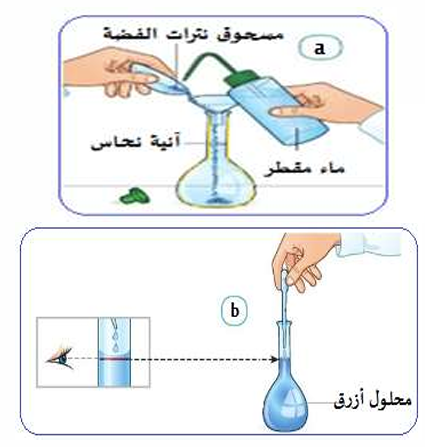 مسحوق نترات الفضة
a
آنية نحاس
ماء مقطر
b
محلول أزرق